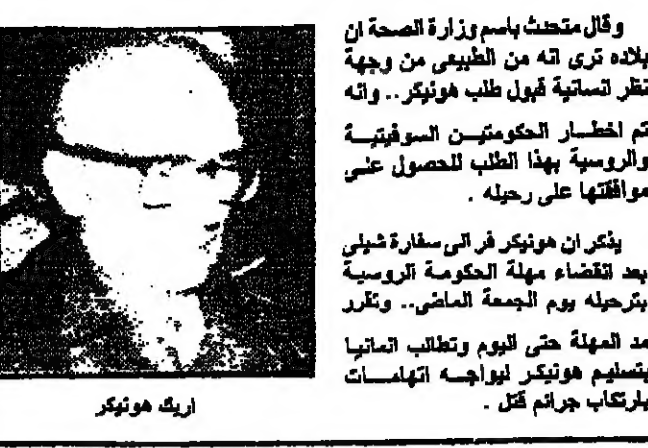 وقال متحدث باسم وزارة الصحة ان
بلاده ترى انه من الطبيعى من وجهة
نظر انسانية قبول طلب هونيكر .. وانه
تم اخطار الحكومتين السوفيتية
والروسية بهذا الطلب للحصول على
موافقتها على رحيله .
يذكر ان هونيكر فر الى سفارة شيلى
بعد انقضاء مهلة الحكومة الروسية
بترحيله يوم الجمعة الماضى .. وتقرر
مد المهلة حتى اليوم وتطالب المانيا
بتسليم هونيكر ليواجه اتهامات
بارتكاب جرائم قتل .
اريك هونيكر